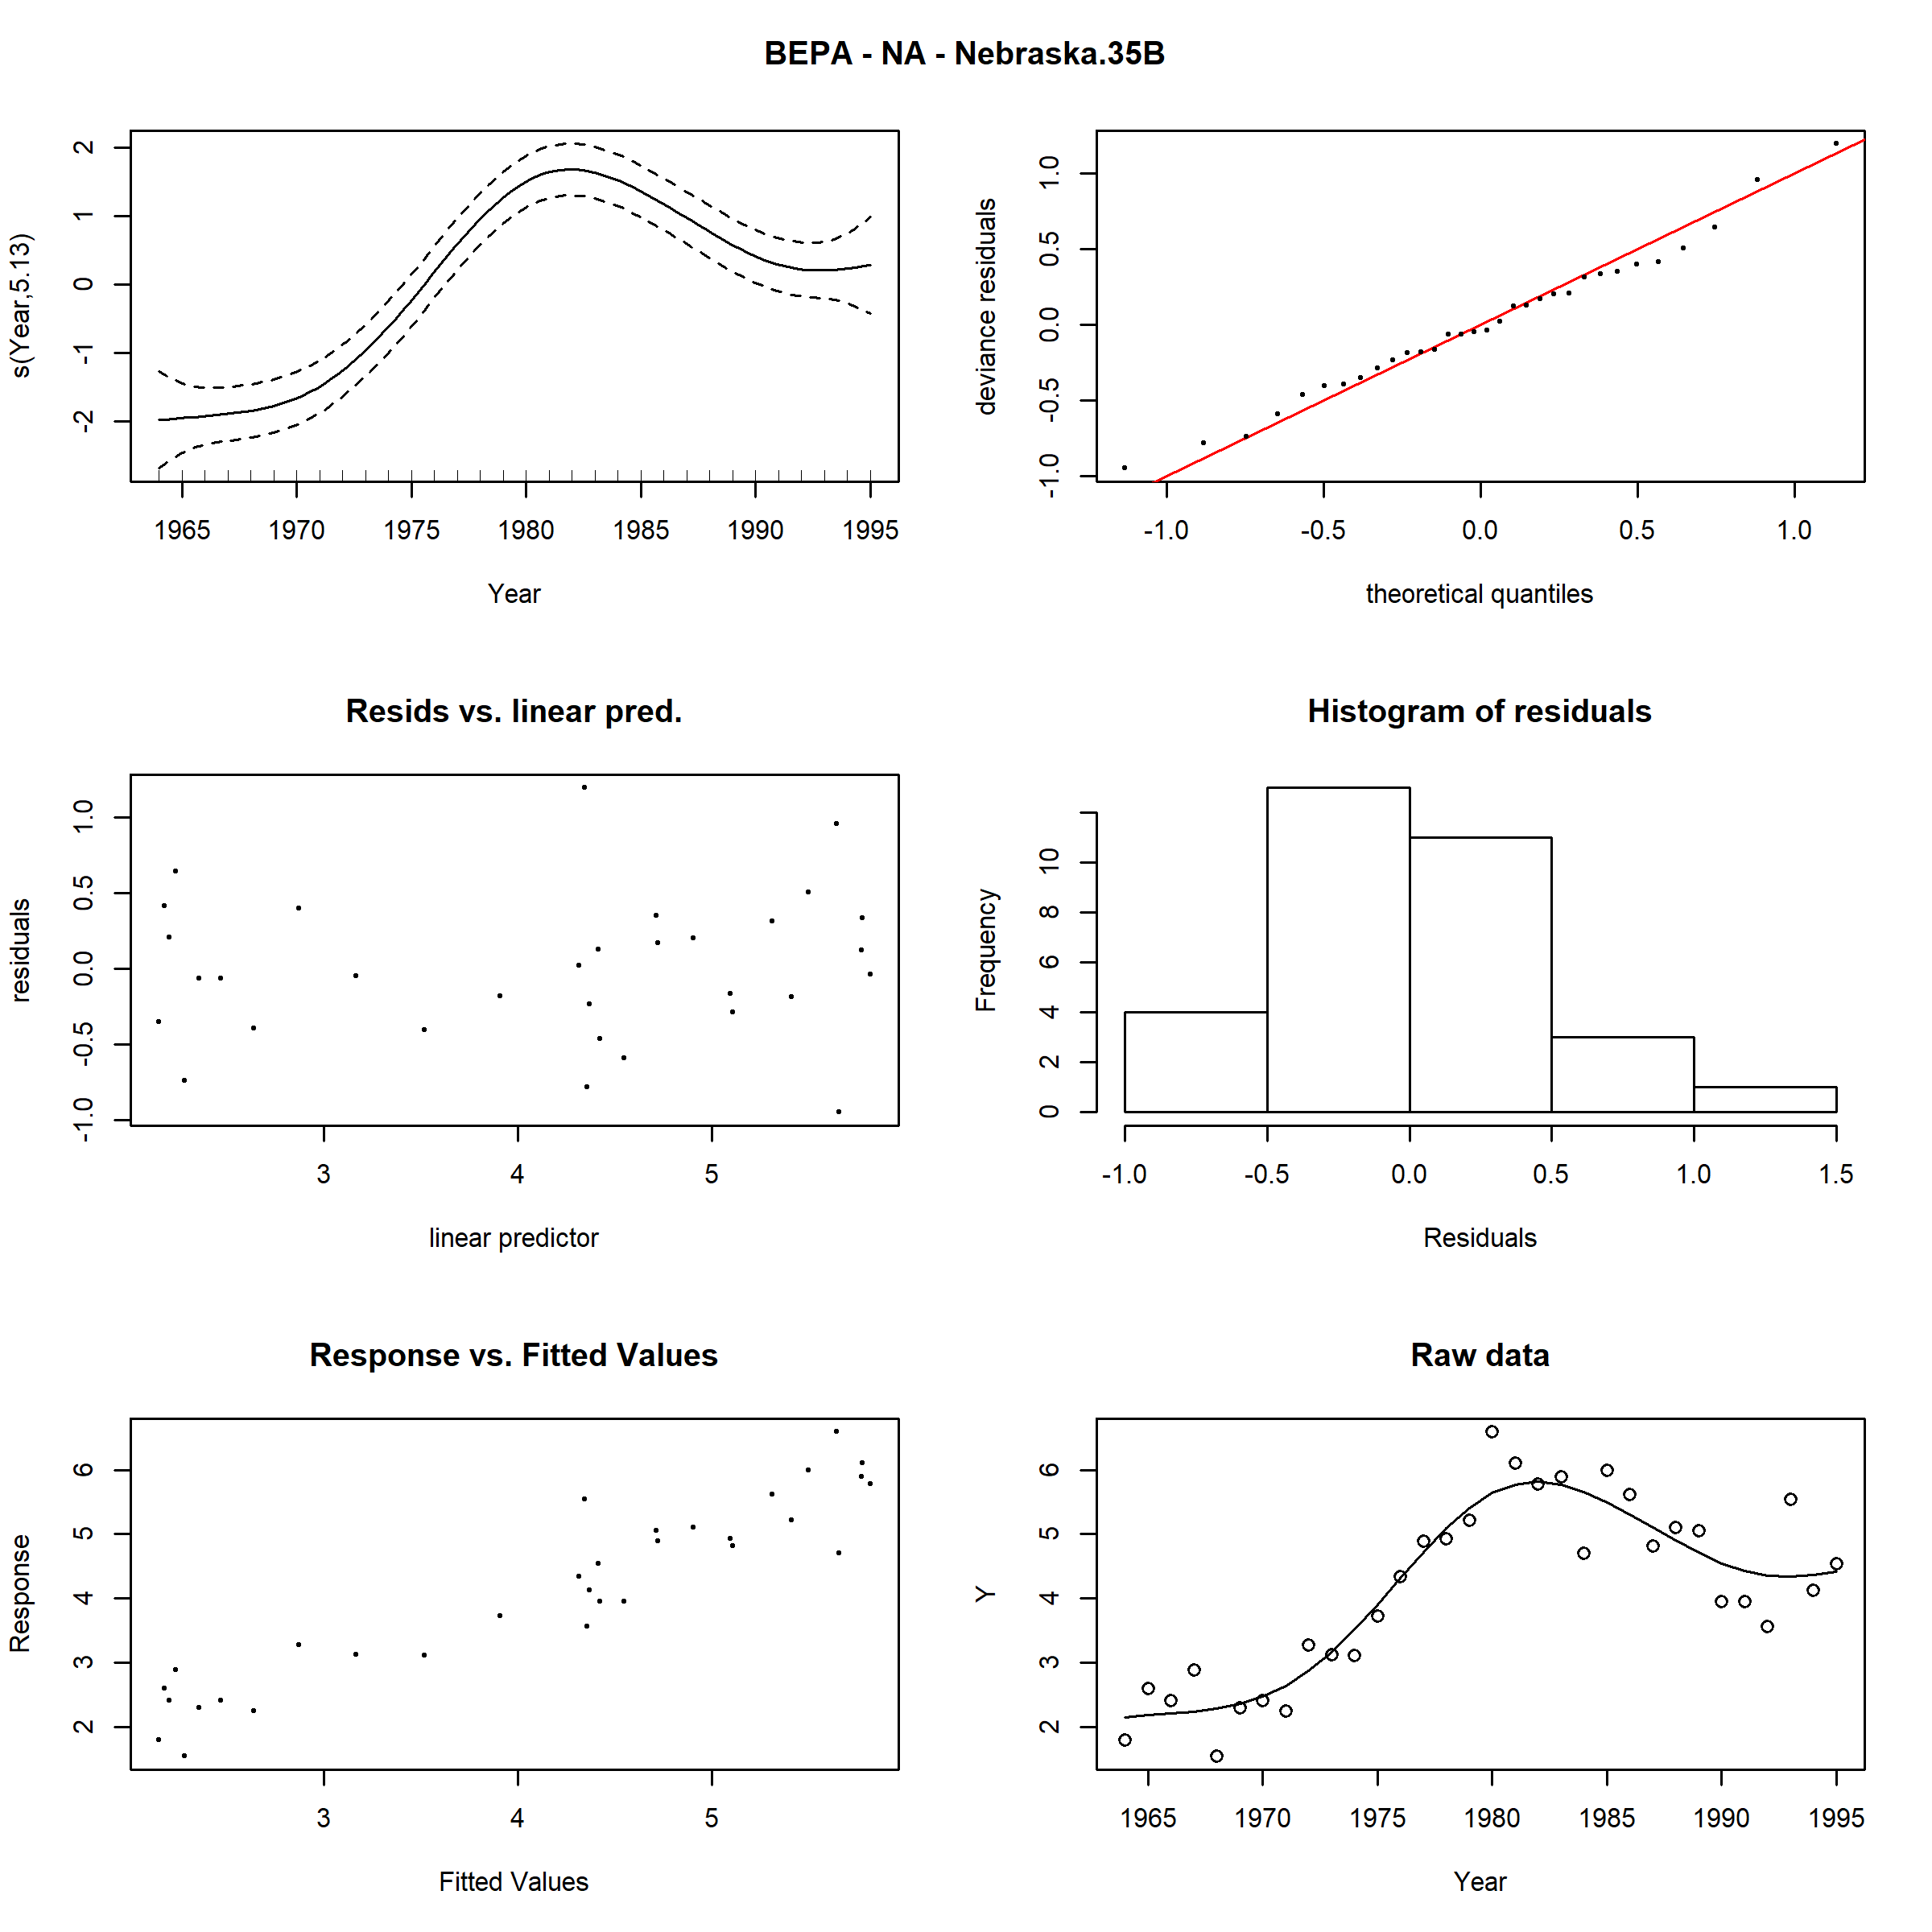 BEPA - NA - Nebraska.35B
s(Year,5.13)
2
1
0
-1
-2
1965 1970 1975 1980 1985 1990 1995
Year
deviance residuals
1.0
0.5
0.0
-0.5
-1.0
-1.0 -0.5 0.0 0.5 1.0
theoretical quantiles
Resids vs. linear pred.
residuals
1.0
0.5
0.0
-0.5
-1.0
3 4 5
linear predictor
Histogram of residuals
Frequency
10
8
6
4
2
0
-1.0 -0.5 0.0 0.5 1.0 1.5
Residuals
Response vs. Fitted Values
Response
6
5
4
3
2
3 4 5
Fitted Values
Raw data
Y
6
5
4
3
2
1965 1970 1975 1980 1985 1990 1995
Year